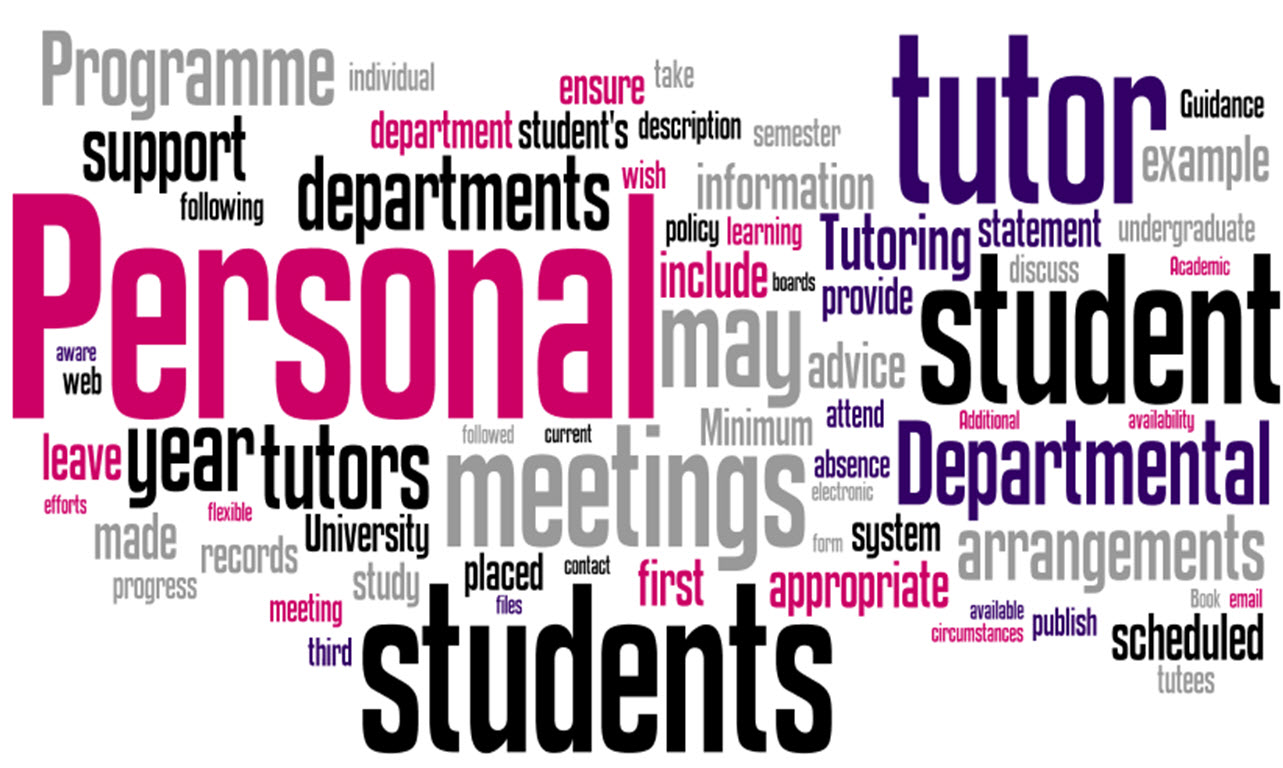 Programme
individual
ensure
take
tutor
Guidance
support
department
student's
description
semester
example
following
departments
wish
information
Personal
policy
learning
Tutoring
statement
undergraduate
include
boards
provide
discuss
Academic
student
may
advice
aware
web
Minimum
attend
Additional
availability
leave
year
tutors
followed
current
meetings
absence
electronic
Departmental
efforts
flexible
made
records
University
form
system
arrangements
progress
study
placed
contact
first
appropriate
meeting
files
Book
email
available
circumstances
publish
scheduled
third
students
tutees